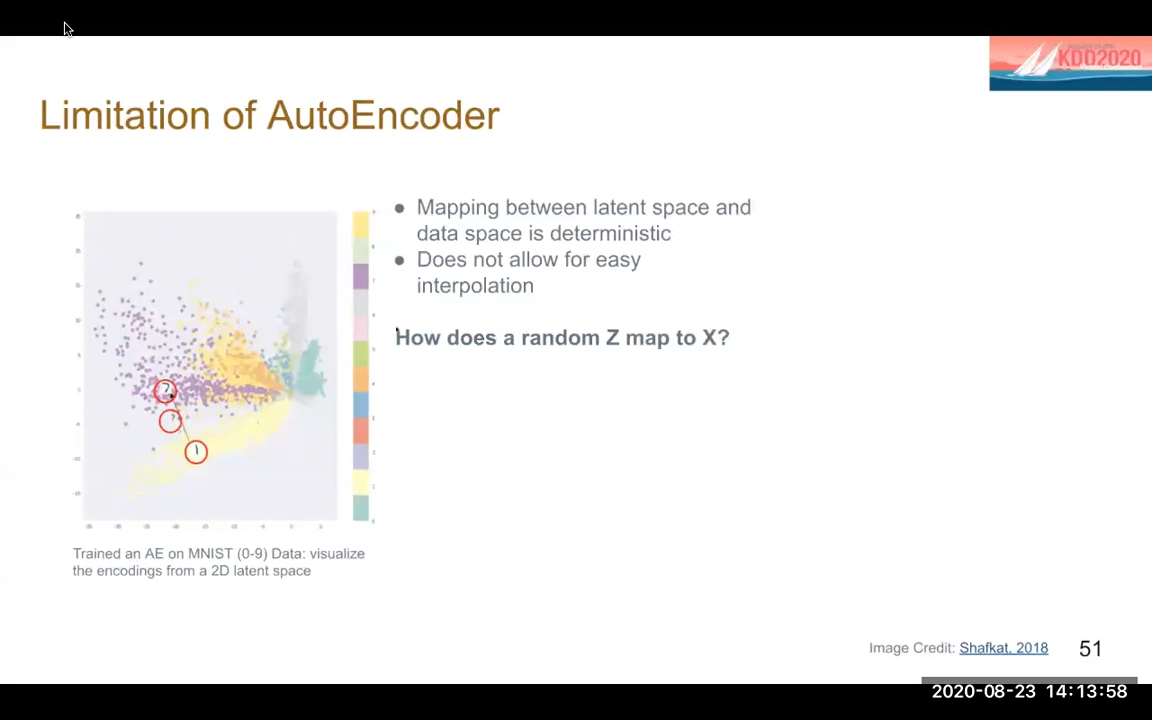 KDD2020
Limitation of AutoEncoder
● Mapping between latent space and
data space is deterministic
● Does not allow for easy
interpolation
How does a random Z map to X?
7
?
1
Trained an AE on MNIST (0-9) Data: visualize
the encodings from a 2D latent space
Image Credit: Shafkat, 2018
51
2020-08-23 14:13:58